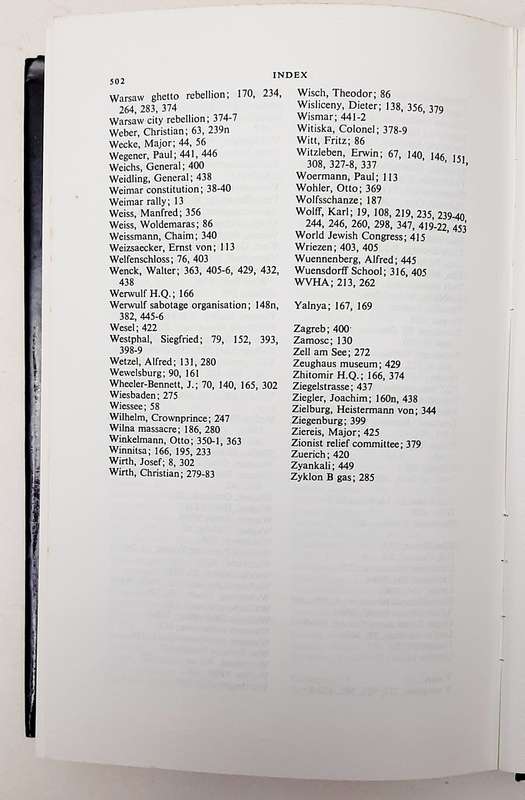 502
INDEX
Warsaw ghetto rebellion; 170, 234,
264, 283, 374
Warsaw city rebellion; 374-7
Weber, Christian; 63, 239n
Wecke, Major; 44, 56
Wegener, Paul; 441, 446
Weichs, General; 400
Weidling, General; 438
Weimar constitution; 38-40
Weimar rally; 13
Weiss, Manfred; 356
Weiss, Woldemaras; 86
Weissmann, Chaim; 340
Weizsaecker, Ernst von; 113
Welfenschloss; 76, 403
Wenck, Walter; 363, 405-6, 429, 432,
438
Werwulf H.Q.; 166
Werwulf sabotage organisation; 148n,
382, 445-6
Wesel; 422
Westphal, Siegfried; 79, 152, 393,
398-9
Wetzel, Alfred; 131, 280
Wewelsburg; 90, 161
Wheeler-Bennett, J.; 70, 140, 165, 302
Wiesbaden; 275
Wiessee; 58
Wilhelm, Crownprince; 247
Wilna massacre; 186, 280
Winkelmann, Otto; 350-1, 363
Winnitsa; 166, 195, 233
Wirth, Josef; 8, 302
Wirth, Christian; 279-83
Wisch, Theodor; 86
Wisliceny, Dieter; 138, 356, 379
Wismar; 441-2
Witiska, Colonel; 378-9
Witt, Fritz; 86
Witzleben, Erwin; 67, 140, 146, 151,
308, 327-8, 337
Woermann, Paul; 113
Wohler, Otto; 369
Wolfsschanze; 187
Wolff, Karl; 19, 108, 219, 235, 239-40,
244, 246, 260, 298, 347, 419-22, 453
World Jewish Congress; 415
Wriezen; 403, 405
Wuennenberg, Alfred; 445
Wuensdorff School; 316, 405
WVHA; 213, 262
Yalnya; 167, 169
Zagreb; 400
Zamosc; 130
Zell am See; 272
Zeughaus museum; 429
Zhitomir H.Q.; 166, 374
Ziegelstrasse; 437
Ziegler, Joachim; 160n, 438
Zielburg, Heistermann von; 344
Ziegenburg; 399
Ziereis, Major; 425
Zionist relief committee; 379
Zuerich; 420
Zyankali; 449
Zyklon B gas; 285